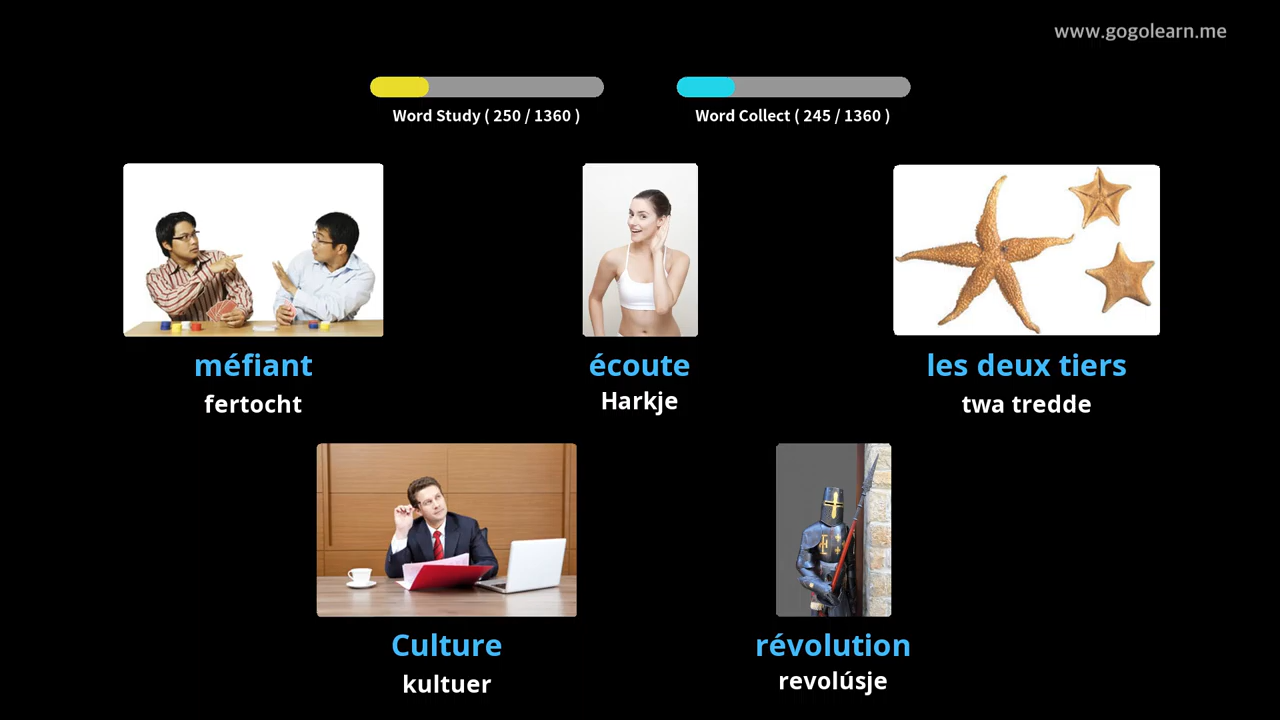 www.gogolearn.me
Word Study ( 250 / 1360 )
Word Collect ( 245 / 1360 )
méfiant
fertocht
écoute
Harkje
les deux tiers
twa tredde
Culture
kultuer
révolution
revolúsje